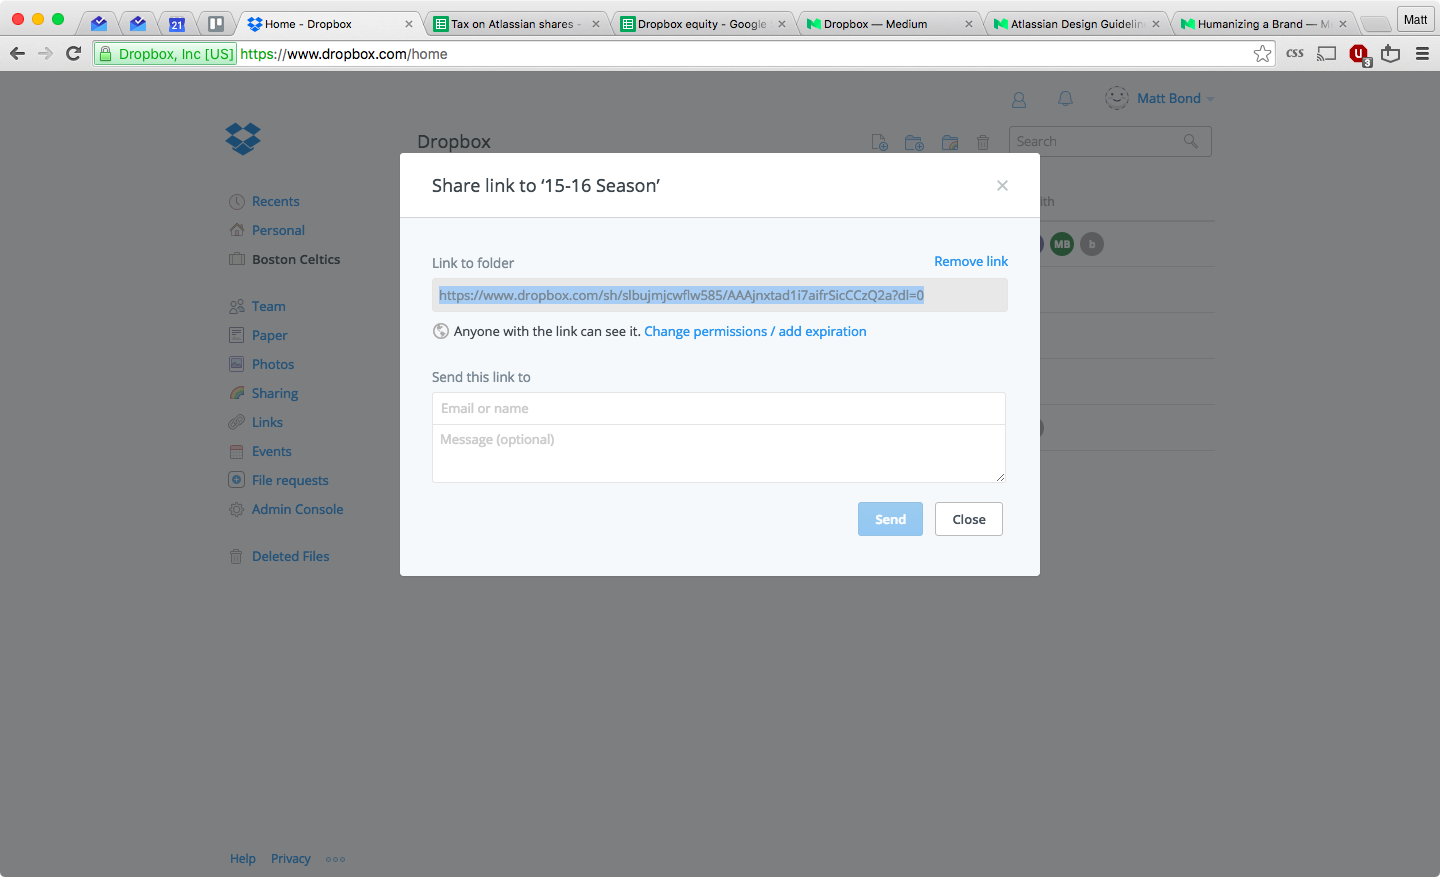 Home - Dropbox
Tax on Atlassian shares -
Dropbox equity - Google
Dropbox — Medium
Atlassian Design Guidelin
Humanizing a Brand — M
Matt
21
Dropbox, Inc [US] https://www.dropbox.com/home
css
3
Matt Bond
Dropbox
Search
Share link to ‘15-16 Season’
ith
Recents
Personal
Boston Celtics
MB
b
Link to folder
Remove link
https://www.dropbox.com/sh/slbujmjcwflw585/AAAjnxtad1i7aifrSicCCzQ2a?dl=0
Anyone with the link can see it. Change permissions / add expiration
Team
Paper
Photos
Sharing
Links
Events
File requests
Admin Console
Deleted Files
Send this link to
Email or name
Message (optional)
Send
Close
Help
Privacy